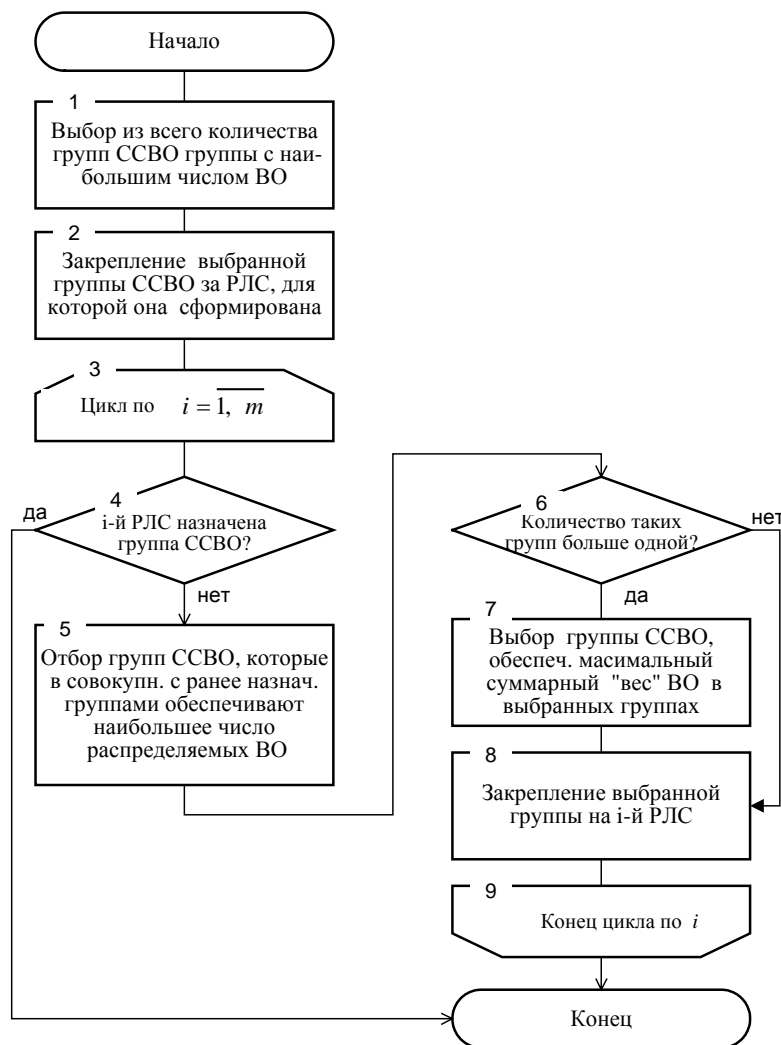 Начало
1
Выбор из всего количества
групп ССВО группы с наи-
большим числом ВО
2
Закрепление выбранной
группы ССВО за РЛС, для
которой она сформирована
3
Цикл по i = 1, m
4
да
i-й РЛС назначена
группа ССВО?
нет
5
Отбор групп ССВО, которые
в совокупн. с ранее назнач.
группами обеспечивают
наибольшее число
распределяемых ВО
6
Количество таких
групп больше одной?
нет
да
7
Выбор группы ССВО,
обеспеч. масимальный
суммарный "вес" ВО в
выбранных группах
8
Закрепление выбранной
группы на i-й РЛС
9
Конец цикла по i
Конец